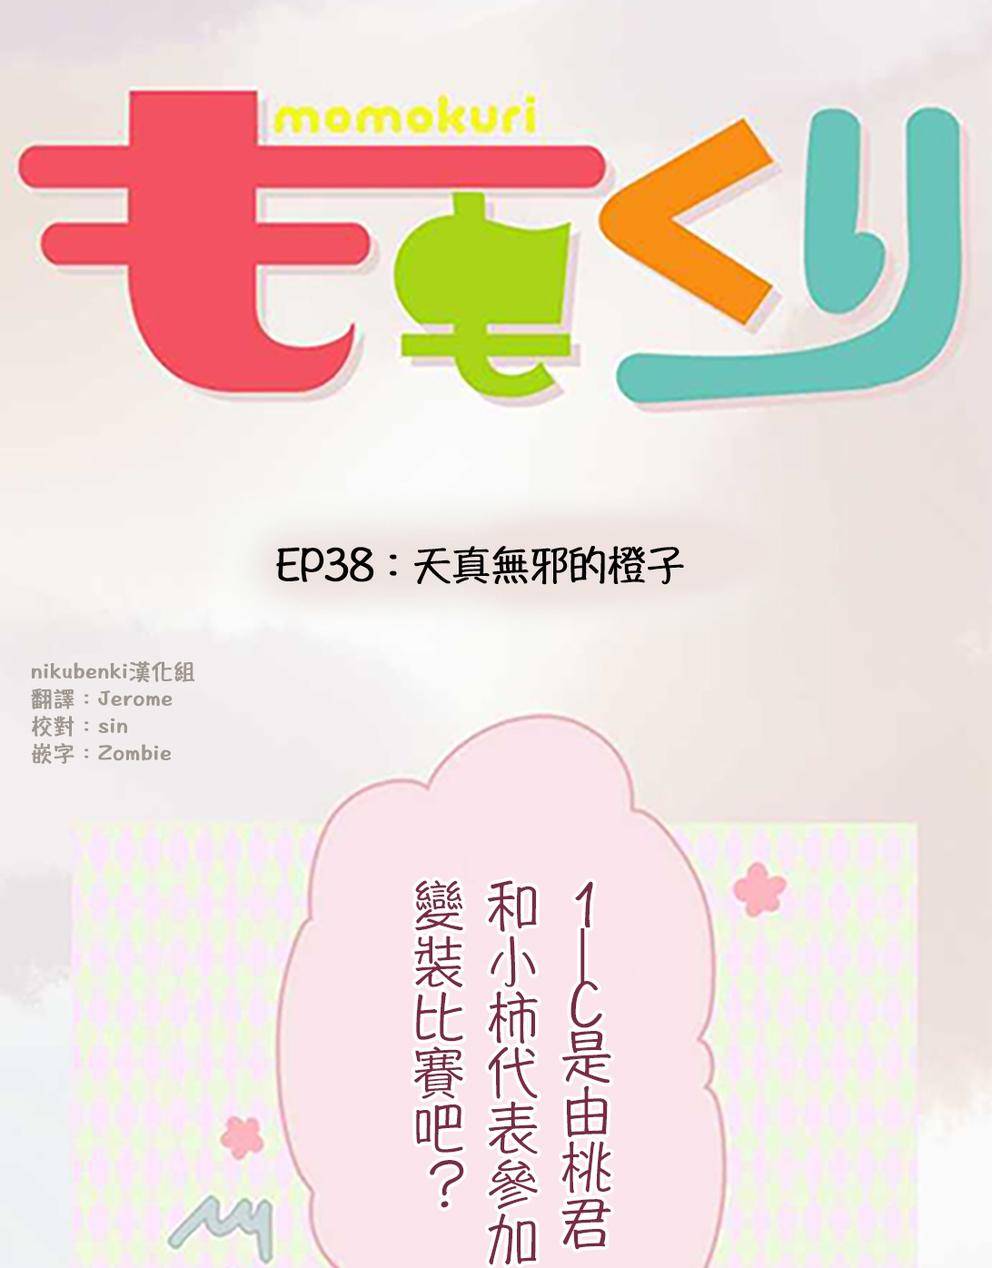 momokuri
ももくり
EP38：天真無邪的橙子
nikubenki漢化組
翻譯：Jerome
校對：sin
嵌字：Zombie
1—C是由桃君
和小柿代表參加
變裝比賽吧？